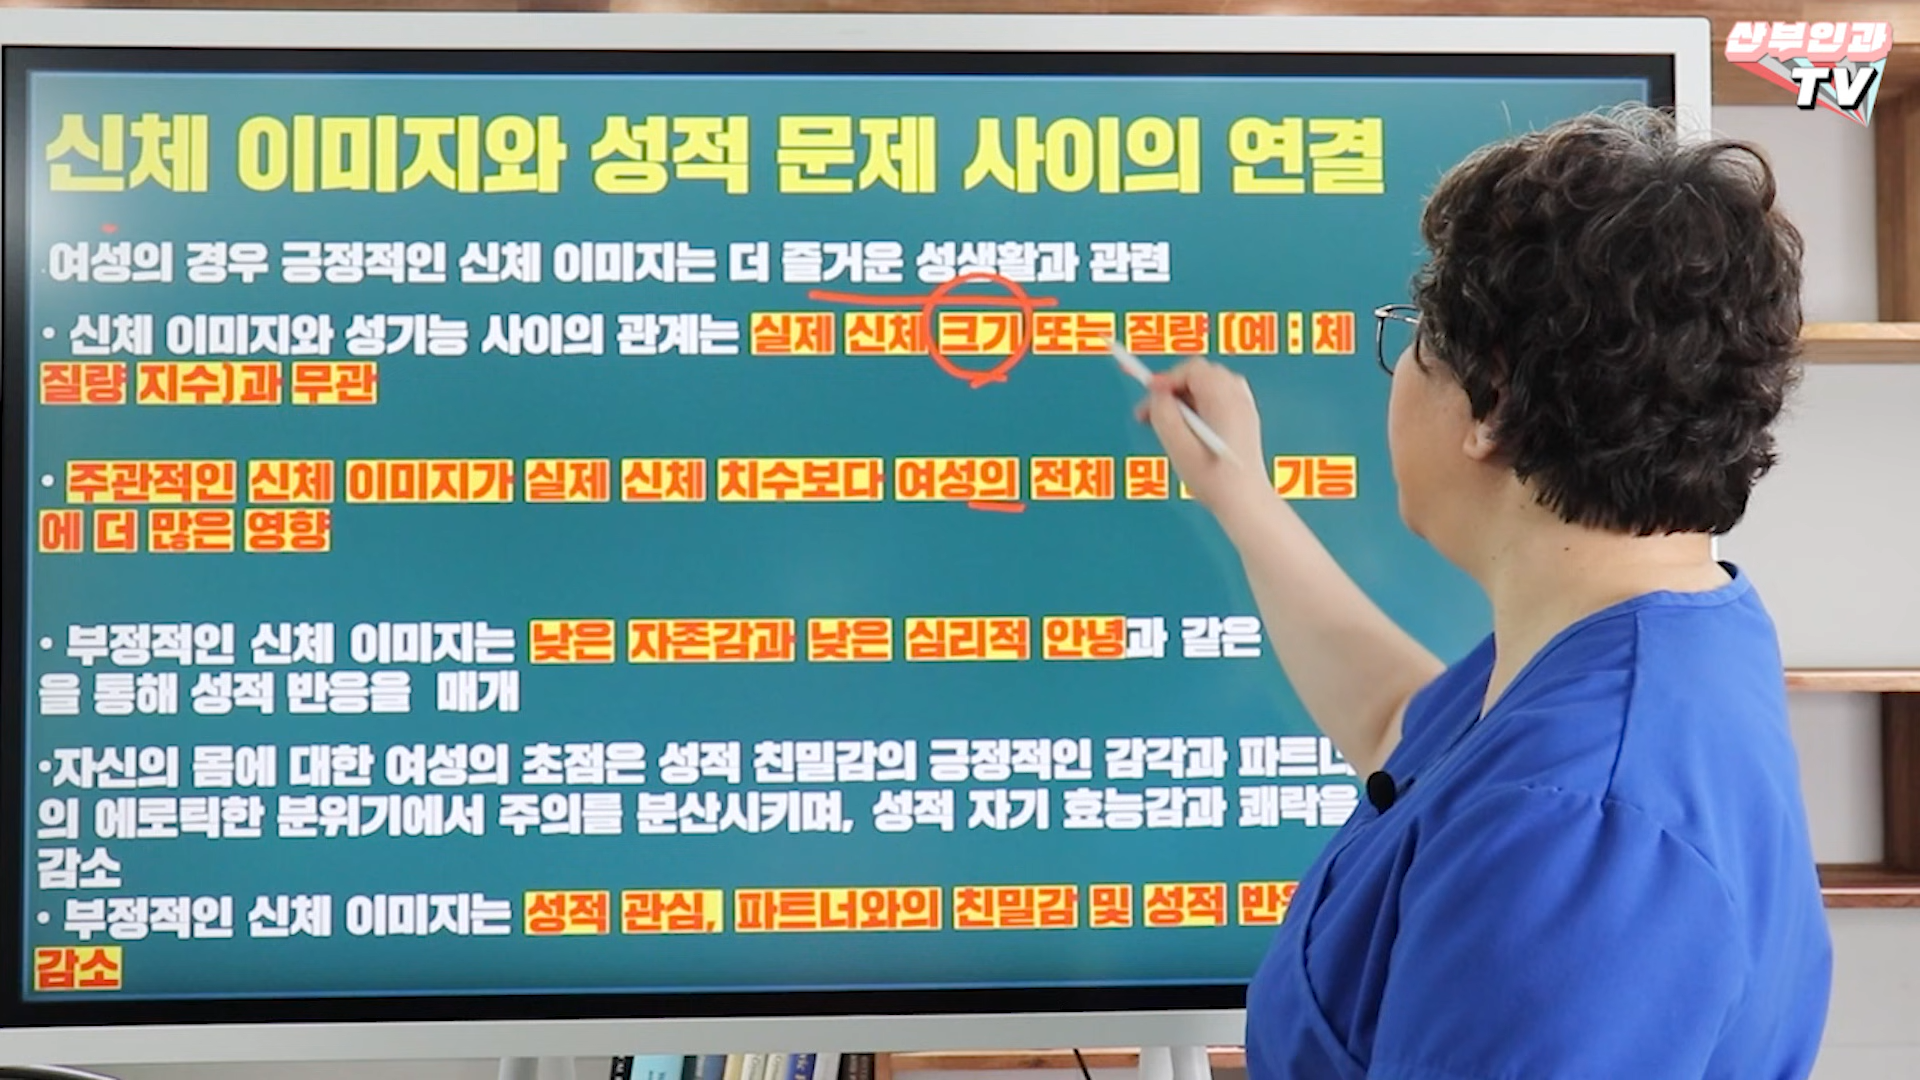 산부인과
TV
신체 이미지와 성적 문제 사이의 연결
여성의 경우 긍정적인 신체 이미지는 더 즐거운 성생활과 관련
· 신체 이미지와 성기능 사이의 관계는 실제 신체 크기 또는 질량 (예 : 체
질량 지수)과 무관
· 주관적인 신체 이미지가 실제 신체 치수보다 여성의 전체 및 기능
에 더 많은 영향
· 부정적인 신체 이미지는 낮은 자존감과 낮은 심리적 안녕과 같은
을 통해 성적 반응을 매개
·자신의 몸에 대한 여성의 초점은 성적 친밀감의 긍정적인 감각과 파트너
의 에로틱한 분위기에서 주의를 분산시키며, 성적 자기 효능감과 쾌락을
감소
· 부정적인 신체 이미지는 성적 관심, 파트너와의 친밀감 및 성적
감소